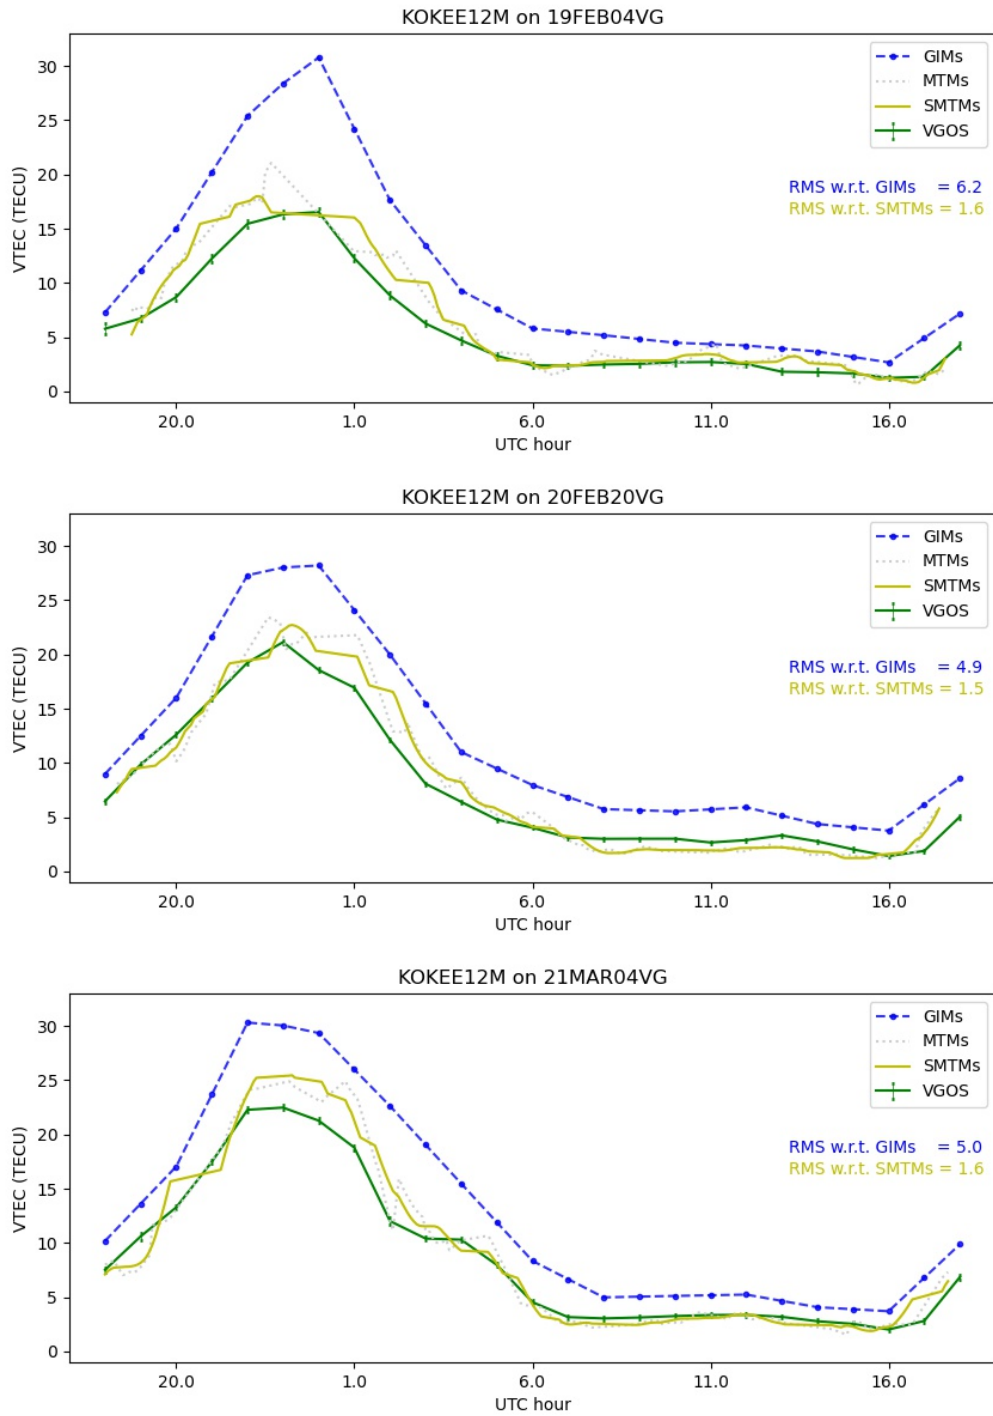 KOKEE12M on 19FEB04VG
30
25
20
15
10
5
0
VTEC (TECU)
GIMs
MTMs
SMTMs
VGOS
RMS w.r.t. GIMs = 6.2
RMS w.r.t. SMTMs = 1.6
20.0 1.0 6.0 11.0 16.0
UTC hour
KOKEE12M on 20FEB20VG
30
25
20
15
10
5
0
VTEC (TECU)
GIMs
MTMs
SMTMs
VGOS
RMS w.r.t. GIMs = 4.9
RMS w.r.t. SMTMs = 1.5
20.0 1.0 6.0 11.0 16.0
UTC hour
KOKEE12M on 21MAR04VG
30
25
20
15
10
5
0
VTEC (TECU)
GIMs
MTMs
SMTMs
VGOS
RMS w.r.t. GIMs = 5.0
RMS w.r.t. SMTMs = 1.6
20.0 1.0 6.0 11.0 16.0
UTC hour